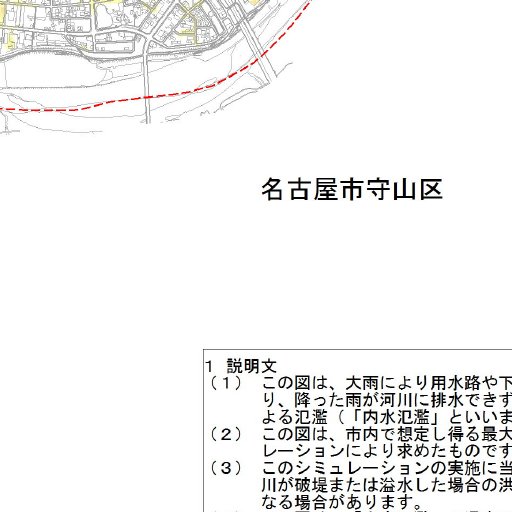 名古屋市守山区
1 説明文
(1) この図は、大雨により用水路や下
り、降った雨が河川に排水できず
よる氾濫(「内水氾濫」といいま
(2) この図は、市内で想定し得る最大
レーションにより求めたものです
(3) このシミュレーションの実施に当
川が破堤または溢水した場合の洪
なる場合があります。